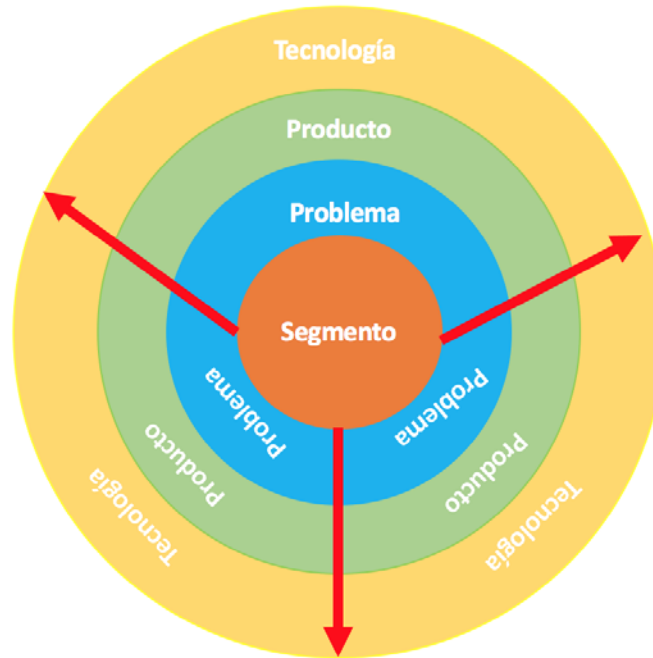 Tecnología
Producto
Problema
Segmento
Problema
Problema
Producto
Producto
Tecnología
Tecnología